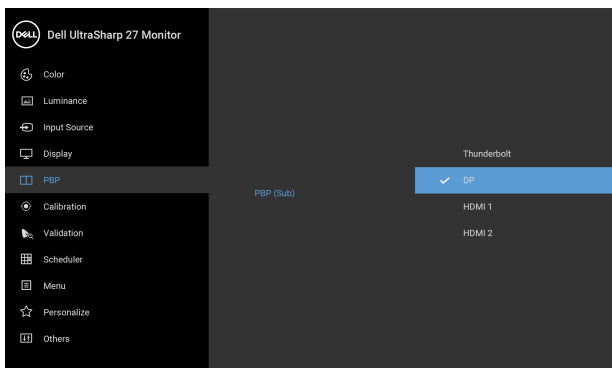 DELL Dell UltraSharp 27 Monitor
Color
Luminance
Input Source
Display
PBP
Calibration
Validation
Scheduler
Menu
Personalize
Others
PBP (Sub)
Thunderbolt
DP
HDMI 1
HDMI 2